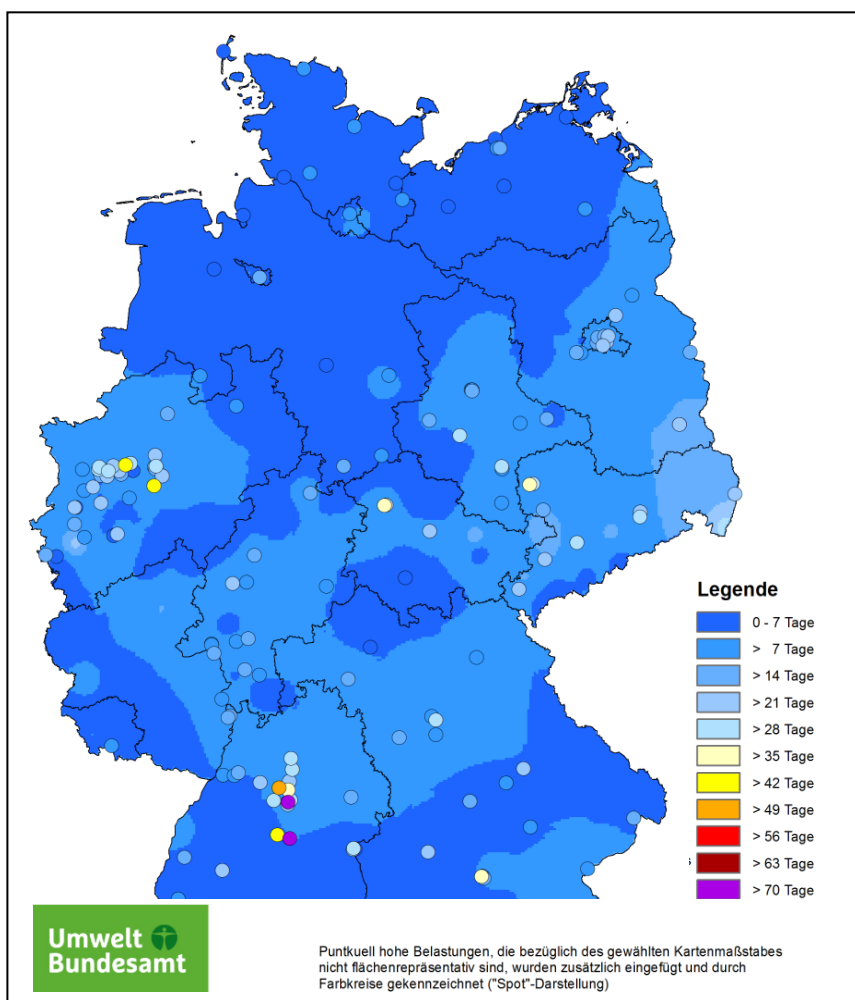 2
Legende
0 - 7 Tage
> 7 Tage
> 14 Tage
> 21 Tage
> 28 Tage
> 35 Tage
> 42 Tage
> 49 Tage
> 56 Tage
> 63 Tage
> 70 Tage
Umwelt
Bundesamt
Puntkuell hohe Belastungen, die bezüglich des gewählten Kartenmaßstabes
nicht flächenrepräsentativ sind, wurden zusätzlich eingefügt und durch
Farbkreise gekennzeichnet ("Spot"-Darstellung)